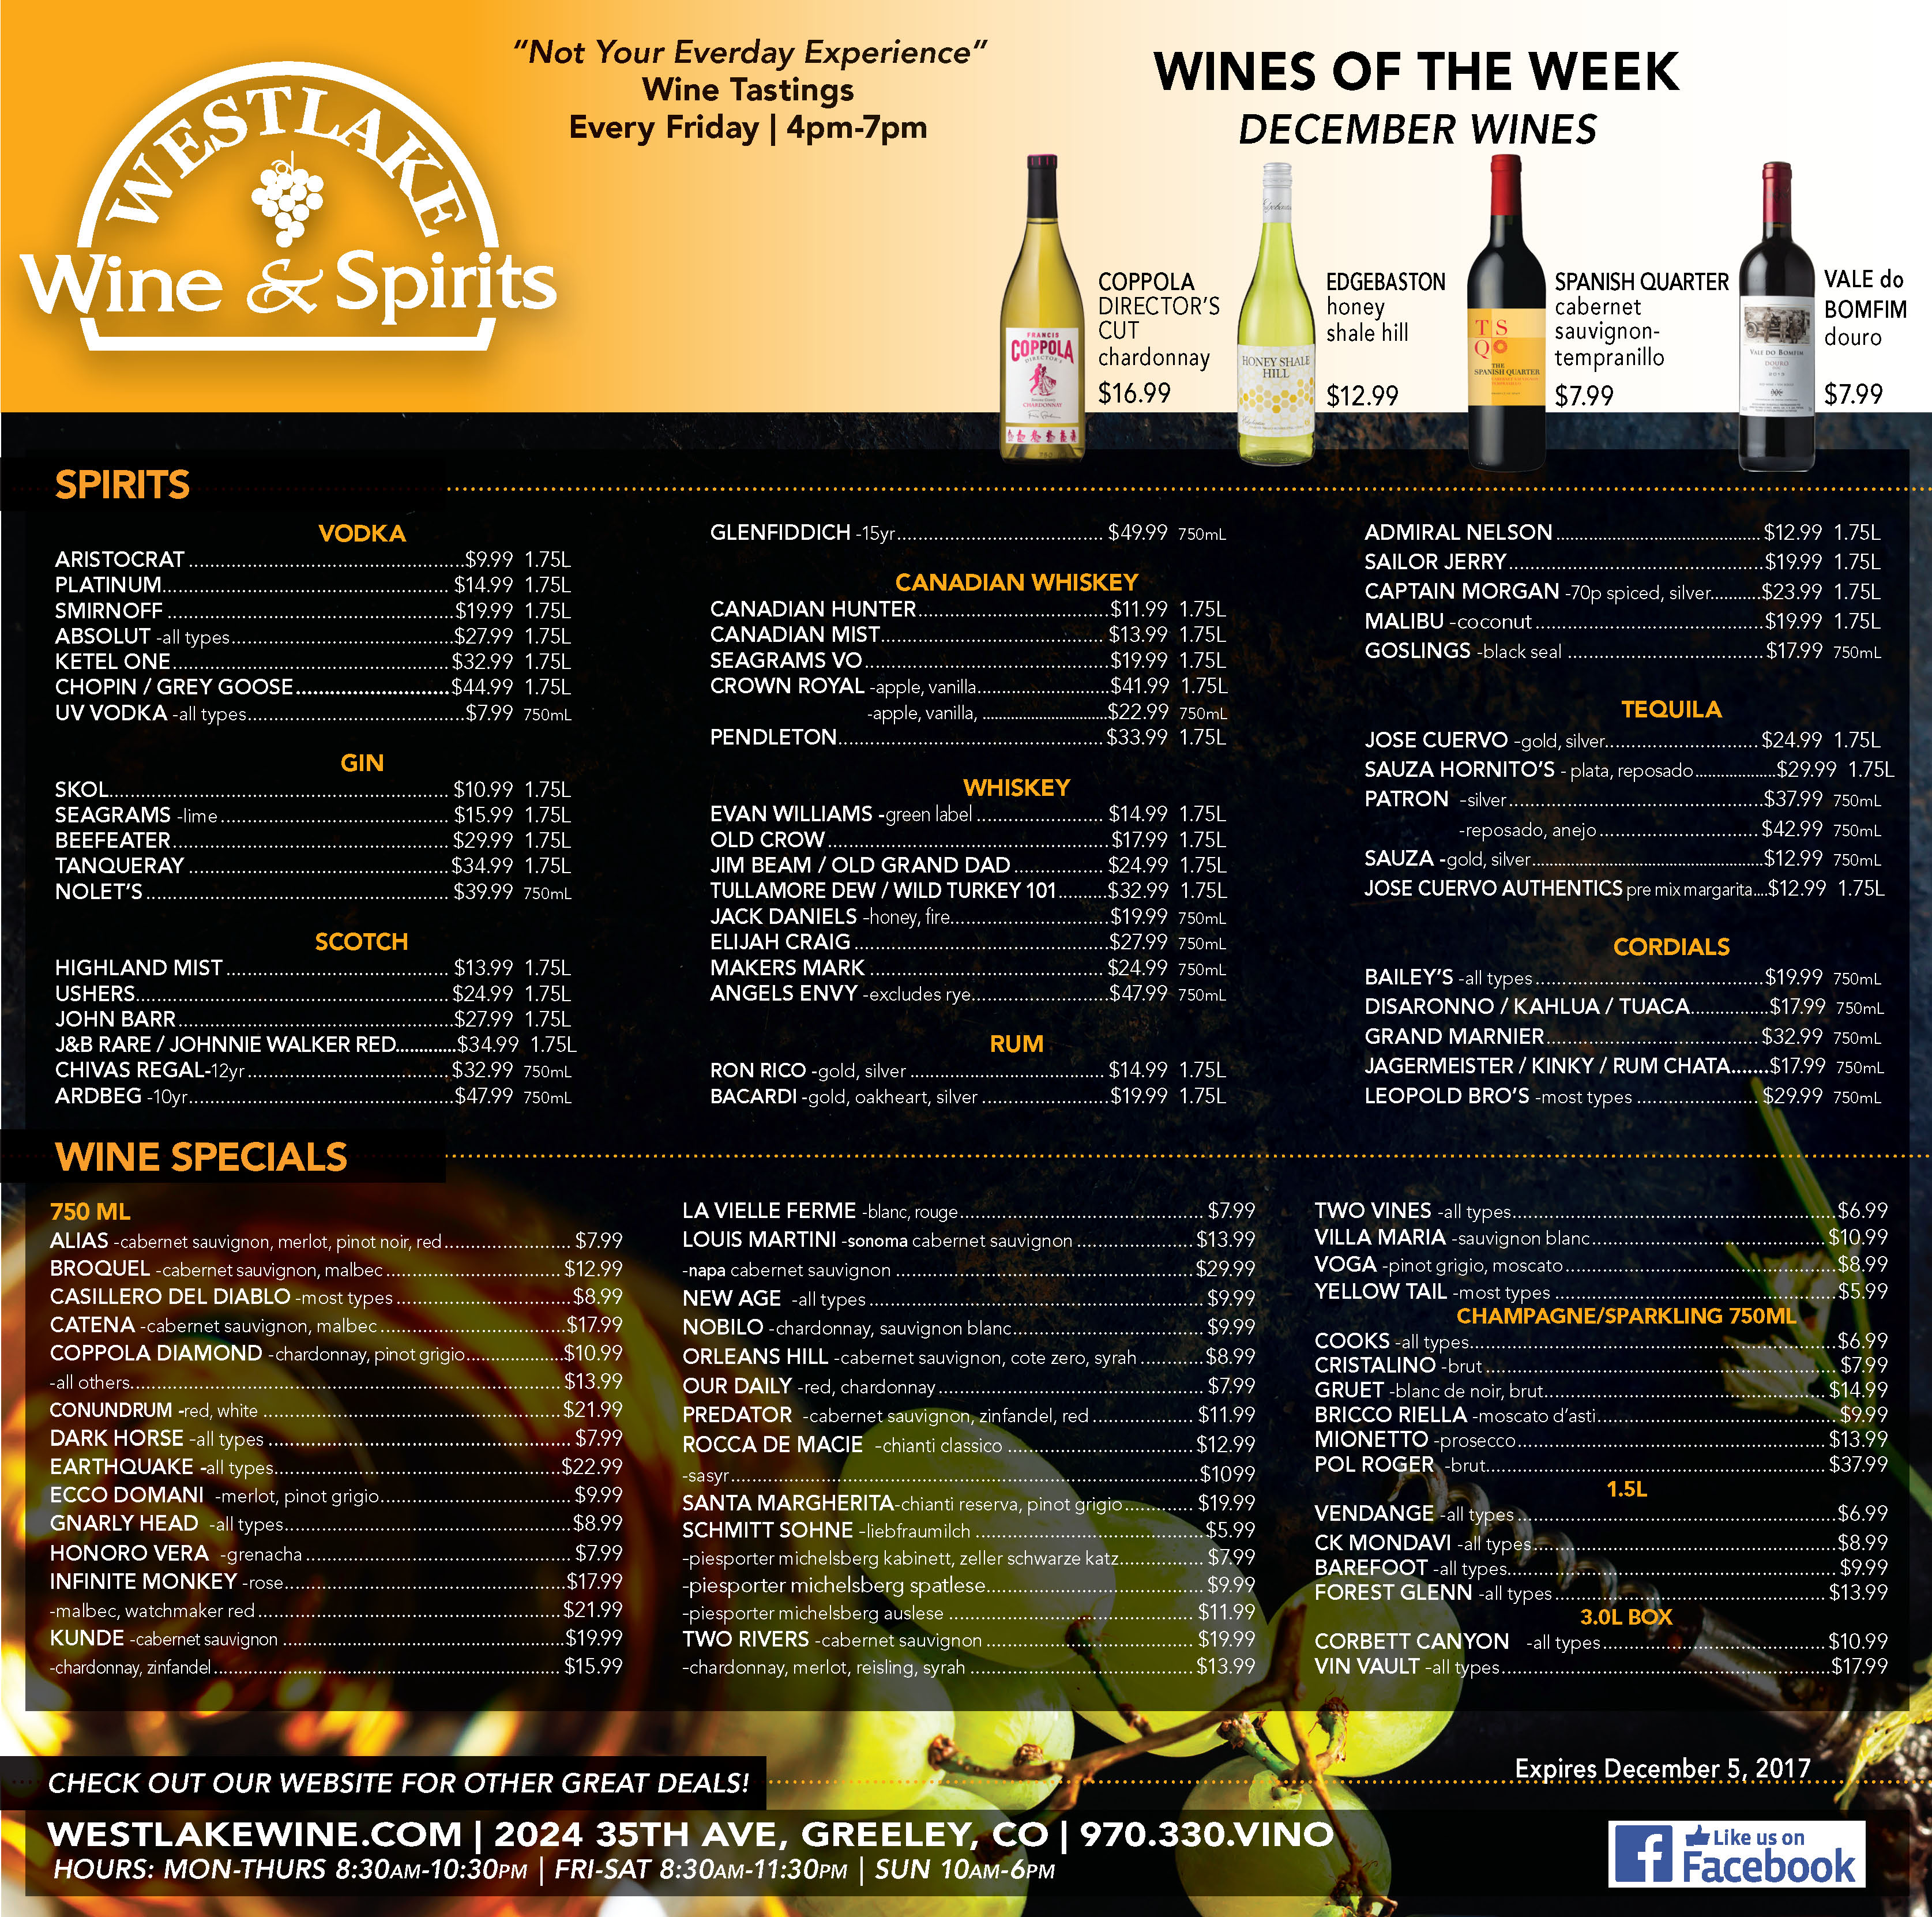 WESTLAKE
Wine & Spirits
"Not Your Everday Experience"
Wine Tastings
Every Friday | 4pm-7pm
WINES OF THE WEEK
DECEMBER WINES
FRANCIS
COPPOLA
DIRECTOR'S
CHARDONNAY
COPPOLA
DIRECTOR'S
CUT
chardonnay
$16.99
HONEY SHALE
HILL
EDGEBASTON
honey
shale hill
$12.99
T S
Q
THE
SPANISH QUARTER
SPANISH QUARTER
cabernet
sauvignon-
tempranillo
$7.99
VALE DO BOMFIM
DOURO
VALE do
BOMFIM
douro
$7.99
SPIRITS
VODKA
ARISTOCRAT $9.99 1.75L
PLATINUM $14.99 1.75L
SMIRNOFF $19.99 1.75L
ABSOLUT -all types $27.99 1.75L
KETEL ONE $32.99 1.75L
CHOPIN / GREY GOOSE $44.99 1.75L
UV VODKA -all types $7.99 750mL
GIN
SKOL $10.99 1.75L
SEAGRAMS -lime $15.99 1.75L
BEEFEATER $29.99 1.75L
TANQUERAY $34.99 1.75L
NOLET'S $39.99 750mL
SCOTCH
HIGHLAND MIST $13.99 1.75L
USHERS $24.99 1.75L
JOHN BARR $27.99 1.75L
J&B RARE / JOHNNIE WALKER RED $34.99 1.75L
CHIVAS REGAL-12yr $32.99 750mL
ARDBEG -10yr $47.99 750mL
GLENFIDDICH -15yr $49.99 750mL
CANADIAN WHISKEY
CANADIAN HUNTER $11.99 1.75L
CANADIAN MIST $13.99 1.75L
SEAGRAMS VO $19.99 1.75L
CROWN ROYAL -apple, vanilla $41.99 1.75L
-apple, vanilla, $22.99 750mL
PENDLETON $33.99 1.75L
WHISKEY
EVAN WILLIAMS -green label $14.99 1.75L
OLD CROW $17.99 1.75L
JIM BEAM / OLD GRAND DAD $24.99 1.75L
TULLAMORE DEW / WILD TURKEY 101 $32.99 1.75L
JACK DANIELS -honey, fire $19.99 750mL
ELIJAH CRAIG $27.99 750mL
MAKERS MARK $24.99 750mL
ANGELS ENVY -excludes rye $47.99 750mL
RUM
RON RICO -gold, silver $14.99 1.75L
BACARDI -gold, oakheart, silver $19.99 1.75L
ADMIRAL NELSON $12.99 1.75L
SAILOR JERRY $19.99 1.75L
CAPTAIN MORGAN -70p spiced, silver $23.99 1.75L
MALIBU -coconut $19.99 1.75L
GOSLINGS -black seal $17.99 750mL
TEQUILA
JOSE CUERVO -gold, silver $24.99 1.75L
SAUZA HORNITO'S - plata, reposado $29.99 1.75L
PATRON -silver $37.99 750mL
-reposado, anejo $42.99 750mL
SAUZA -gold, silver $12.99 750mL
JOSE CUERVO AUTHENTICS pre mix margarita $12.99 1.75L
CORDIALS
BAILEY'S -all types $19.99 750mL
DISARONNO / KAHLUA / TUACA $17.99 750mL
GRAND MARNIER $32.99 750mL
JAGERMEISTER / KINKY / RUM CHATA $17.99 750mL
LEOPOLD BRO'S -most types $29.99 750mL
WINE SPECIALS
750 ML
ALIAS -cabernet sauvignon, merlot, pinot noir, red $7.99
BROQUEL -cabernet sauvignon, malbec $12.99
CASILLERO DEL DIABLO -most types $8.99
CATENA -cabernet sauvignon, malbec $17.99
COPPOLA DIAMOND -chardonnay, pinot grigio $10.99
-all others $13.99
CONUNDRUM -red, white $21.99
DARK HORSE -all types $7.99
EARTHQUAKE -all types $22.99
ECCO DOMANI -merlot, pinot grigio $9.99
GNARLY HEAD -all types $8.99
HONORO VERA -grenacha $7.99
INFINITE MONKEY -rose $17.99
-malbec, watchmaker red $21.99
KUNDE -cabernet sauvignon $19.99
-chardonnay, zinfandel $15.99
LA VIELLE FERME -blanc, rouge $7.99
LOUIS MARTINI -sonoma cabernet sauvignon $13.99
-napa cabernet sauvignon $29.99
NEW AGE -all types $9.99
NOBILO -chardonnay, sauvignon blanc $9.99
ORLEANS HILL -cabernet sauvignon, cote zero, syrah $8.99
OUR DAILY -red, chardonnay $7.99
PREDATOR -cabernet sauvignon, zinfandel, red $11.99
ROCCA DE MACIE -chianti classico $12.99
-sasyr $1099
SANTA MARGHERITA-chianti reserva, pinot grigio $19.99
SCHMITT SOHNE -liebfraumilch $5.99
-piesporter michelsberg kabinett, zeller schwarze katz $7.99
-piesporter michelsberg spatlese $9.99
-piesporter michelsberg auslese $11.99
TWO RIVERS -cabernet sauvignon $19.99
-chardonnay, merlot, reisling, syrah $13.99
TWO VINES -all types $6.99
VILLA MARIA -sauvignon blanc $10.99
VOGA -pinot grigio, moscato $8.99
YELLOW TAIL -most types $5.99
CHAMPAGNE/SPARKLING 750ML
COOKS -all types $6.99
CRISTALINO -brut $7.99
GRUET -blanc de noir, brut $14.99
BRICCO RIELLA -moscato d'asti $9.99
MIONETTO -prosecco $13.99
POL ROGER -brut $37.99
1.5L
VENDANGE -all types $6.99
CK MONDAVI -all types $8.99
BAREFOOT -all types $9.99
FOREST GLENN -all types $13.99
3.0L BOX
CORBETT CANYON -all types $10.99
VIN VAULT -all types $17.99
CHECK OUT OUR WEBSITE FOR OTHER GREAT DEALS!
Expires December 5, 2017
WESTLAKEWINE.COM | 2024 35TH AVE, GREELEY, CO | 970.330.VINO
HOURS: MON-THURS 8:30AM-10:30PM | FRI-SAT 8:30AM-11:30PM | SUN 10AM-6PM
f Like us on
Facebook